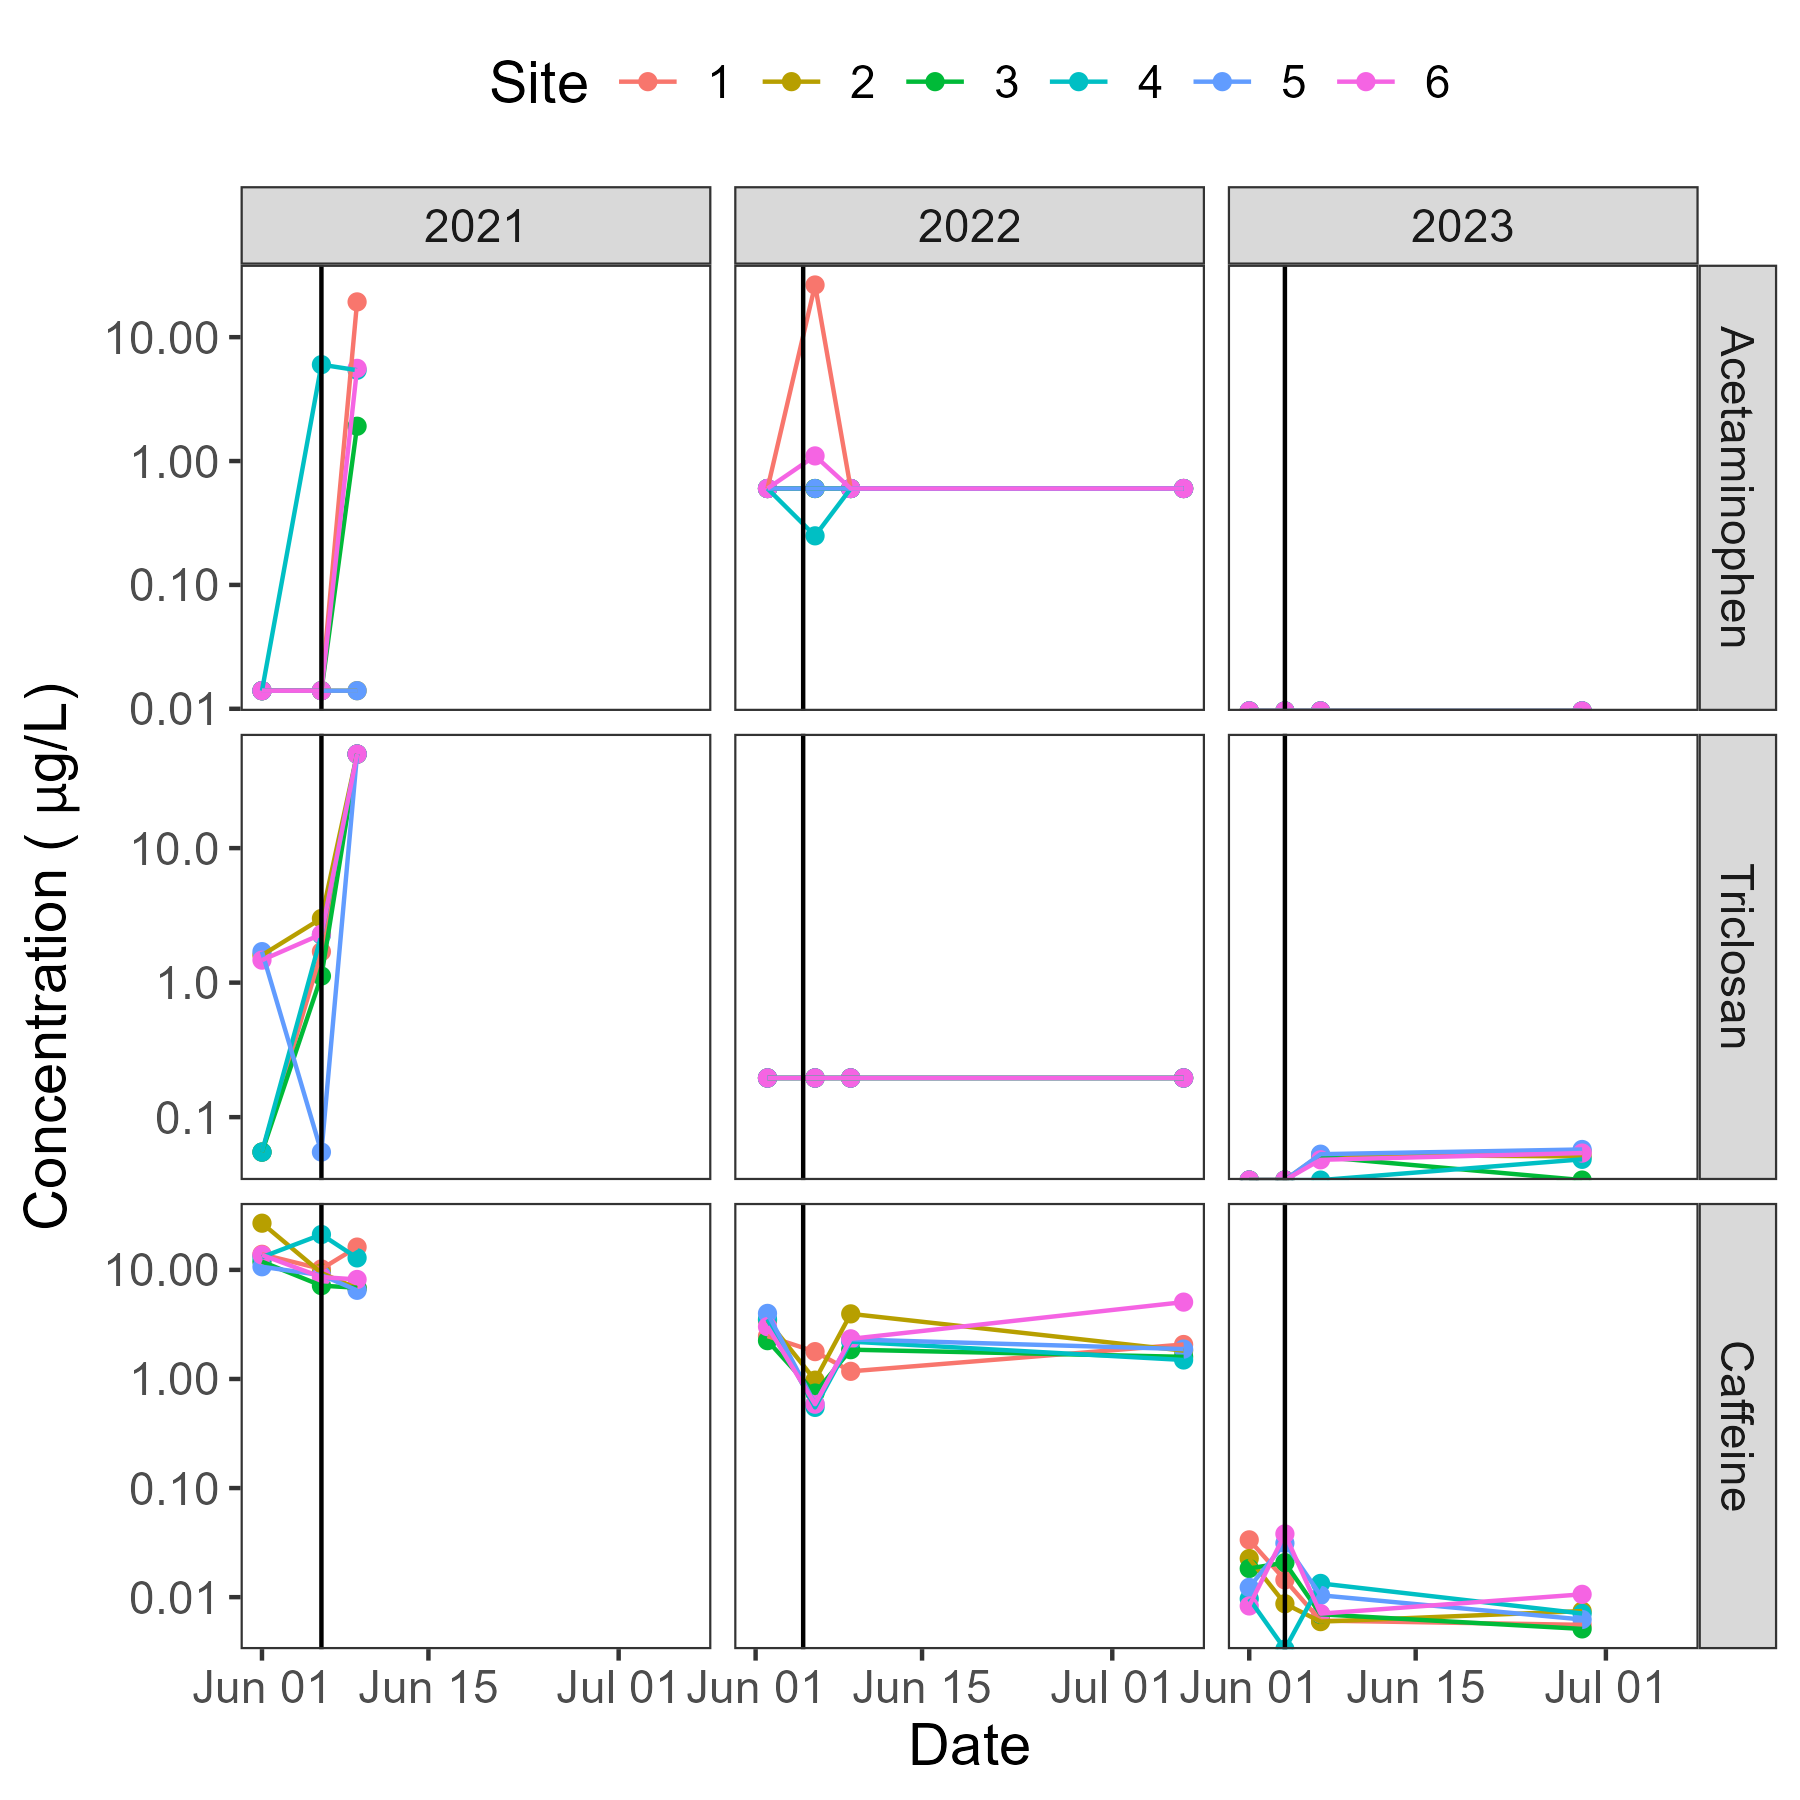 Site 1 2 3 4 5 6
2021 2022 2023
Acetaminophen
10.00
1.00
0.10
0.01
Triclosan
10.0
1.0
0.1
Caffeine
10.00
1.00
0.10
0.01
Concentration ( µg/L)
Jun 01 Jun 15 Jul 01 Jun 01 Jun 15 Jul 01 Jun 01 Jun 15 Jul 01
Date